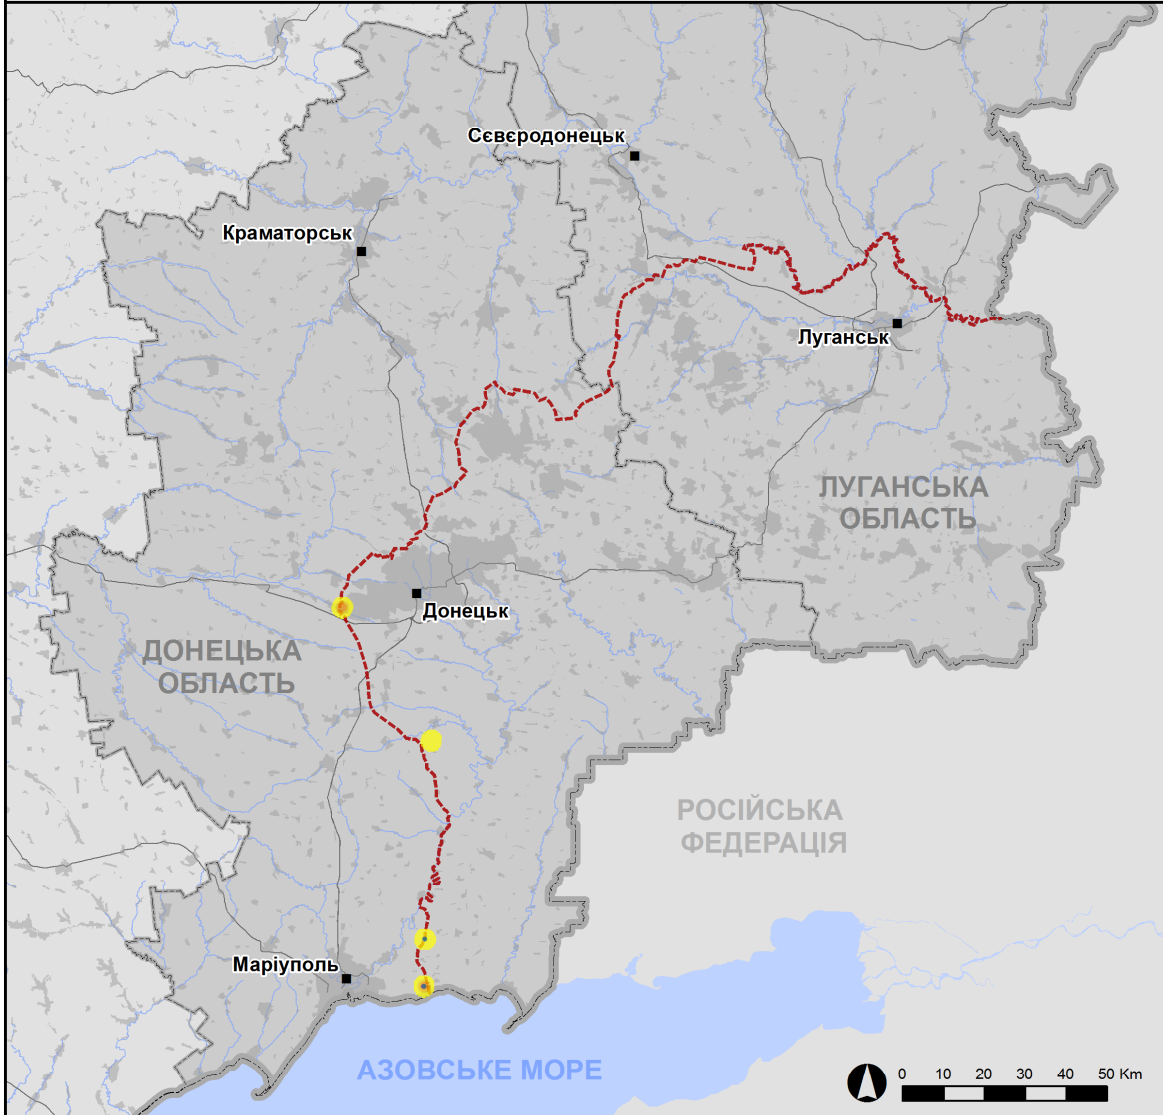 Сєвєродонецьк
Краматорськ
Луганськ
ЛУГАНСЬКА
ОБЛАСТЬ
Донецьк
ДОНЕЦЬКА
ОБЛАСТЬ
РОСІЙСЬКА
ФЕДЕРАЦІЯ
Маріуполь
АЗОВСЬКЕ МОРЕ
0 10 20 30 40 50 Km